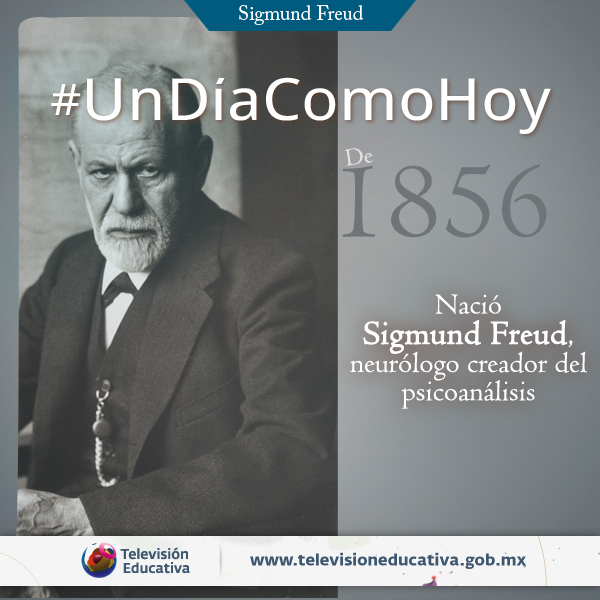 Sigmund Freud
#UnDíaComoHoy
De
1856
Nació
Sigmund Freud,
neurólogo creador del
psicoanálisis
Televisión
Educativa
www.televisioneducativa.gob.mx